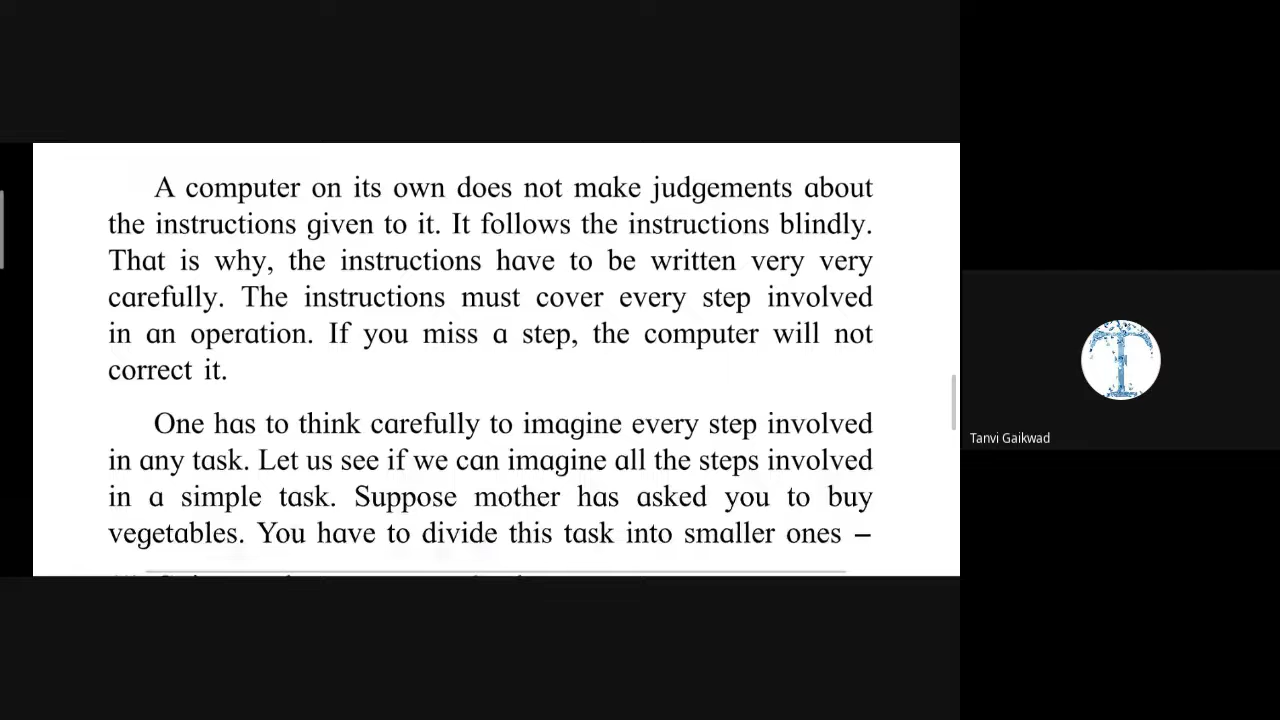 A computer on its own does not make judgements about
the instructions given to it. It follows the instructions blindly.
That is why, the instructions have to be written very very
carefully. The instructions must cover every step involved
in an operation. If you miss a step, the computer will not
correct it.
One has to think carefully to imagine every step involved
in any task. Let us see if we can imagine all the steps involved
in a simple task. Suppose mother has asked you to buy
vegetables. You have to divide this task into smaller ones –
Tanvi Gaikwad